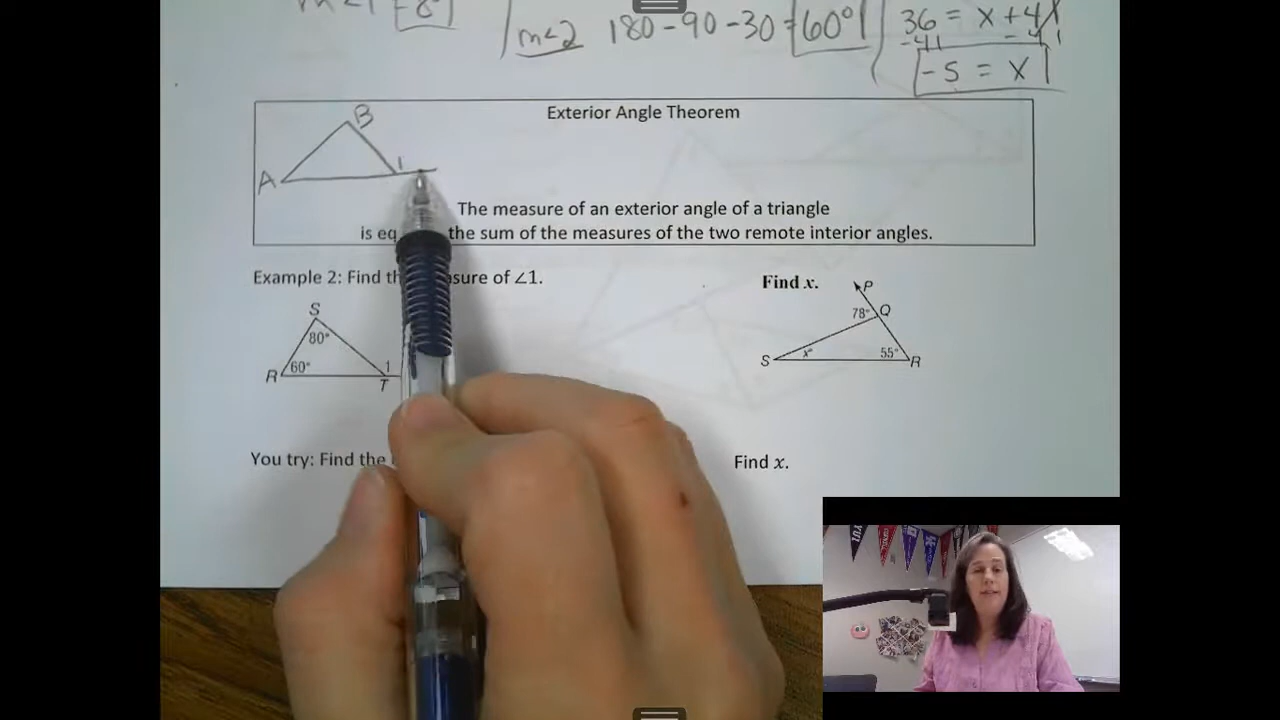 m<2 180-90-30=60°
36 = x+41
-41 -41
-5 = x
Exterior Angle Theorem
B
A
1
The measure of an exterior angle of a triangle
is eq the sum of the measures of the two remote interior angles.
Example 2: Find th sure of ∠1.
Find x.
S
80°
R 60°
1
T
P
78° Q
S x° 55° R
You try: Find the
Find x.